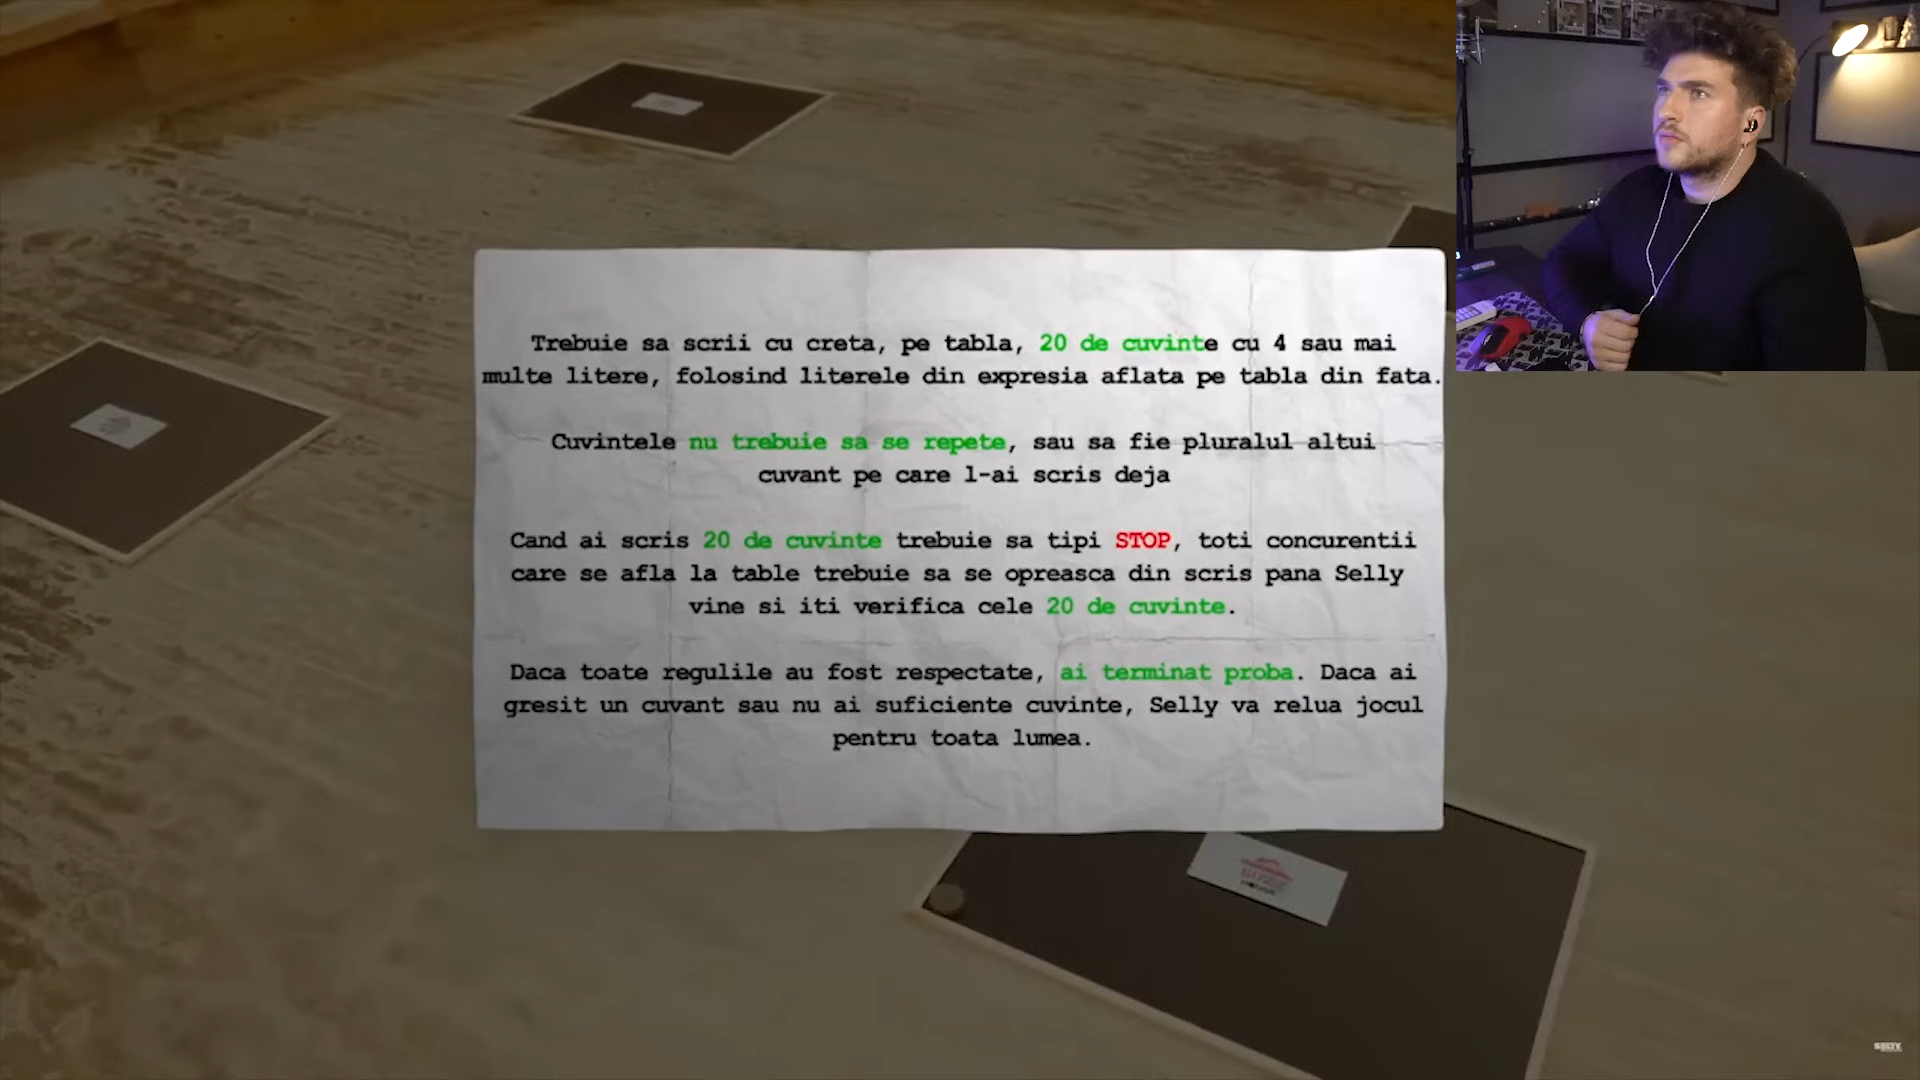 Trebuie sa scrii cu creta, pe tabla, 20 de cuvinte cu 4 sau mai
multe litere, folosind literele din expresia aflata pe tabla din fata.
Cuvintele nu trebuie sa se repete, sau sa fie pluralul altui
cuvant pe care l-ai scris deja
Cand ai scris 20 de cuvinte trebuie sa tipi STOP, toti concurentii
care se afla la table trebuie sa se opreasca din scris pana Selly
vine si iti verifica cele 20 de cuvinte.
Daca toate regulile au fost respectate, ai terminat proba. Daca ai
gresit un cuvant sau nu ai suficiente cuvinte, Selly va relua jocul
pentru toata lumea.